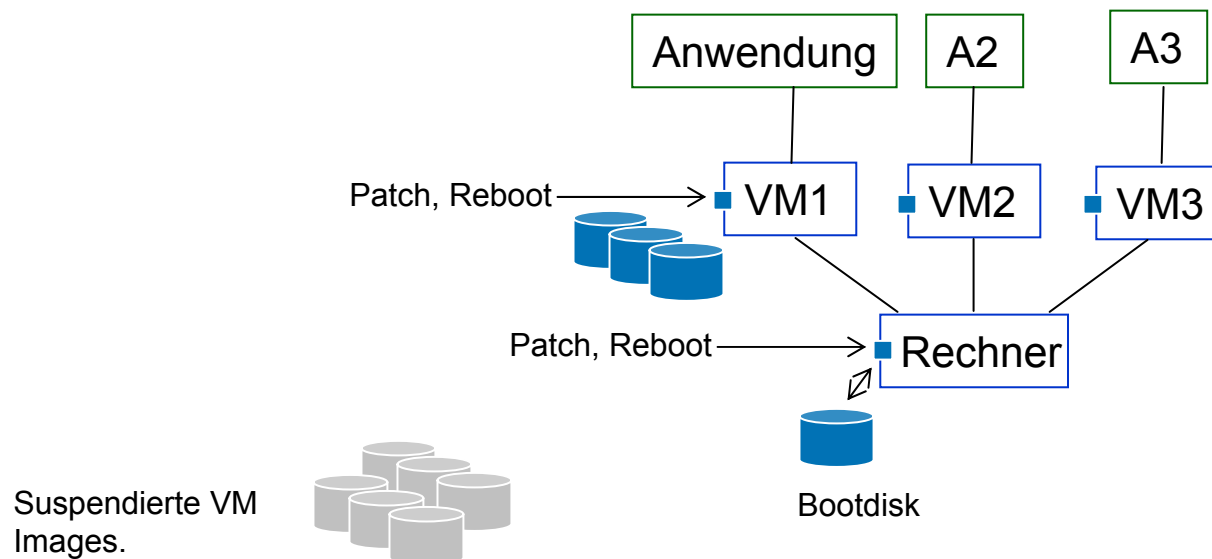 Anwendung
A2
A3
Patch, Reboot
VM1
VM2
VM3
Patch, Reboot
Rechner
Bootdisk
Suspendierte VM
Images.